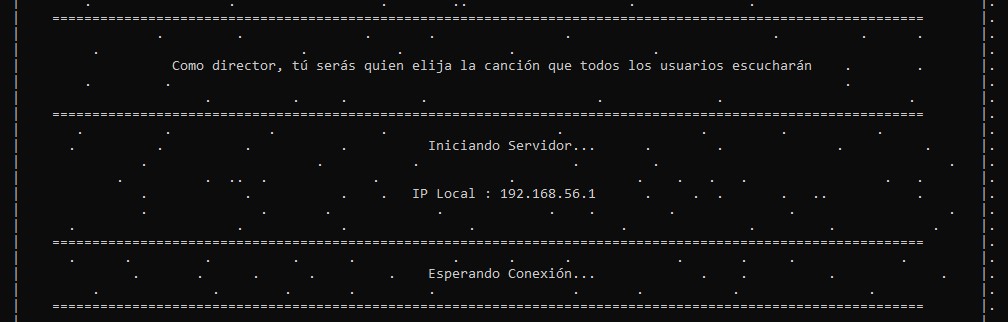 Como director, tú serás quien elija la canción que todos los usuarios escucharán
Iniciando Servidor...
IP Local : 192.168.56.1
Esperando Conexión...